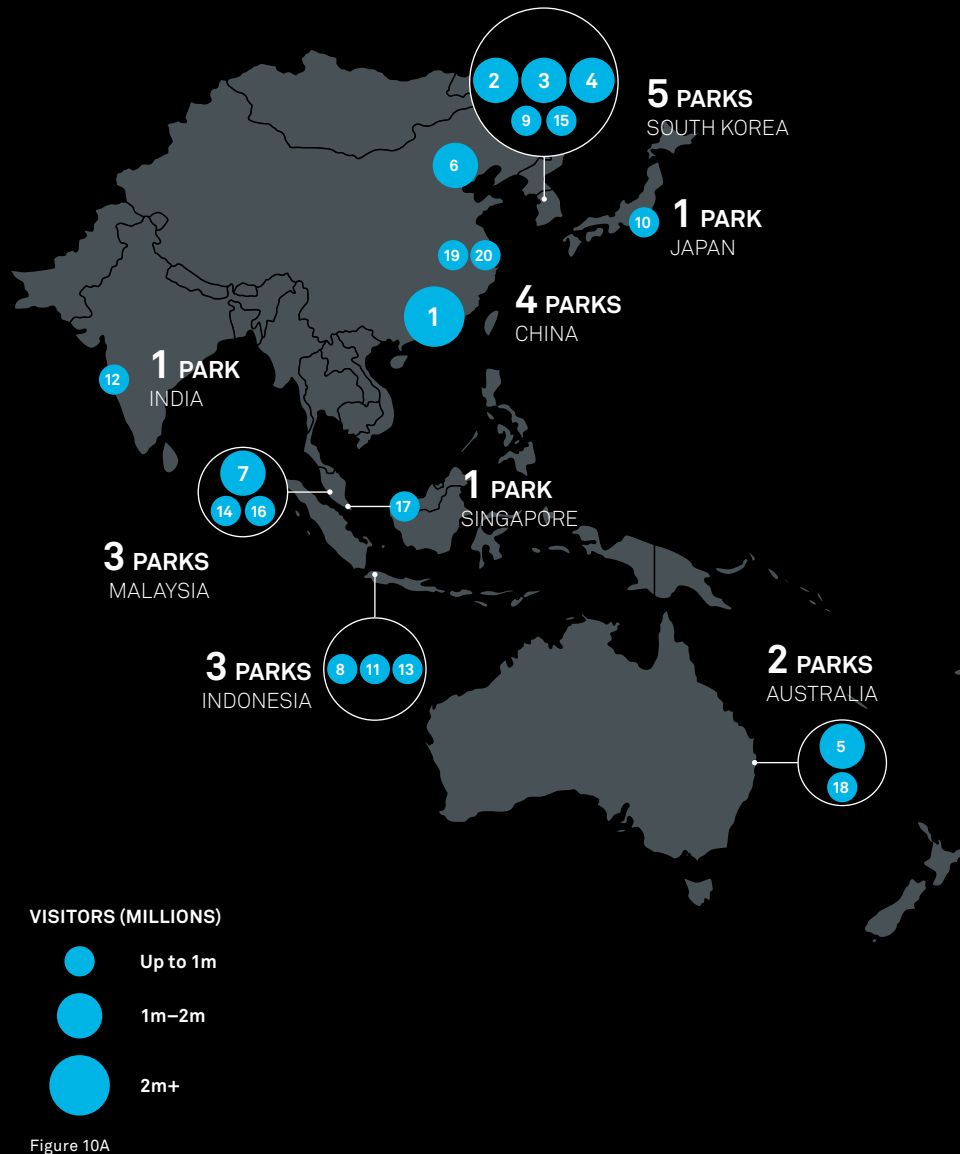 2 3 4
9 15
5 PARKS
SOUTH KOREA
6
10
1 PARK
JAPAN
19 20
1
4 PARKS
CHINA
12
1 PARK
INDIA
7
14 16
3 PARKS
MALAYSIA
17
1 PARK
SINGAPORE
3 PARKS
INDONESIA
8 11 13
2 PARKS
AUSTRALIA
5
18
VISITORS (MILLIONS)
Up to 1m
1m–2m
2m+
Figure 10A